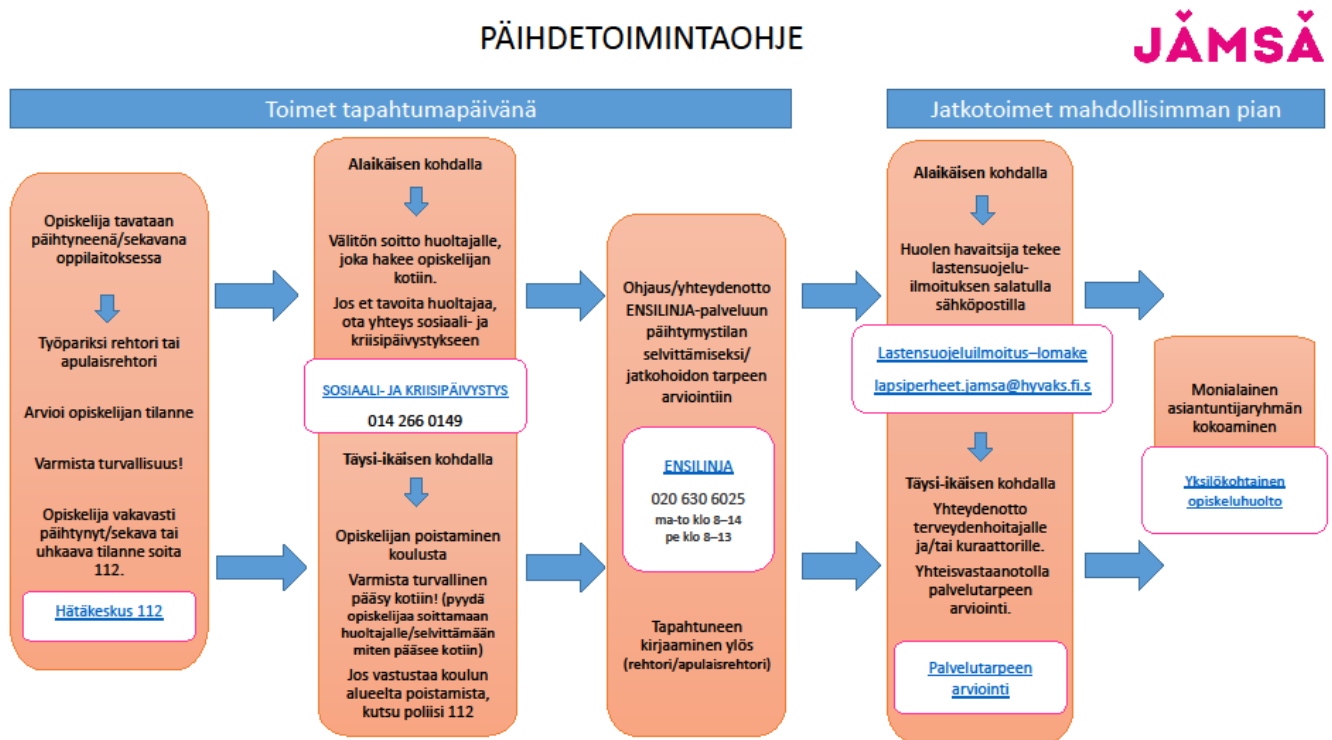 PÄIHDETOIMINTAOHJE
JÄMSÄ
Toimet tapahtumapäivänä
Jatkotoimet mahdollisimman pian
Opiskelija tavataan
päihtyneenä/sekavana
oppilaitoksessa
Työpariksi rehtori tai
apulaisrehtori
Arvioi opiskelijan tilanne
Varmista turvallisuus!
Opiskelija vakavasti
päihtynyt/sekava tai
uhkaava tilanne soita
112.
Hätäkeskus 112
Alaikäisen kohdalla
Välitön soitto huoltajalle,
joka hakee opiskelijan
kotiin.
Jos et tavoita huoltajaa,
ota yhteys sosiaali- ja
kriisipäivystykseen
SOSIAALI- JA KRIISIPÄIVYSTYS
014 266 0149
Täysi-ikäisen kohdalla
Opiskelijan poistaminen
koulusta
Varmista turvallinen
pääsy kotiin! (pyydä
opiskelijaa soittamaan
huoltajalle/selvittämään
miten pääsee kotiin)
Jos vastustaa koulun
alueelta poistamista,
kutsu poliisi 112
Ohjaus/yhteydenotto
ENSILINJA-palveluun
päihtymystilan
selvittämiseksi/
jatkohoidon tarpeen
arviointiin
ENSILINJA
020 630 6025
ma-to klo 8–14
pe klo 8–13
Tapahtuneen
kirjaaminen ylös
(rehtori/apulaisrehtori)
Alaikäisen kohdalla
Huolen havaitsija tekee
lastensuojelu-
ilmoituksen salatulla
sähköpostilla
Lastensuojeluilmoitus–lomake
lapsiperheet.jamsa@hyvaks.fi.s
Täysi-ikäisen kohdalla
Yhteydenotto
terveydenhoitajalle
ja/tai kuraattorille.
Yhteisvastaanotolla
palvelutarpeen
arviointi.
Palvelutarpeen
arviointi
Monialainen
asiantuntijaryhmän
kokoaminen
Yksilökohtainen
opiskeluhuolto